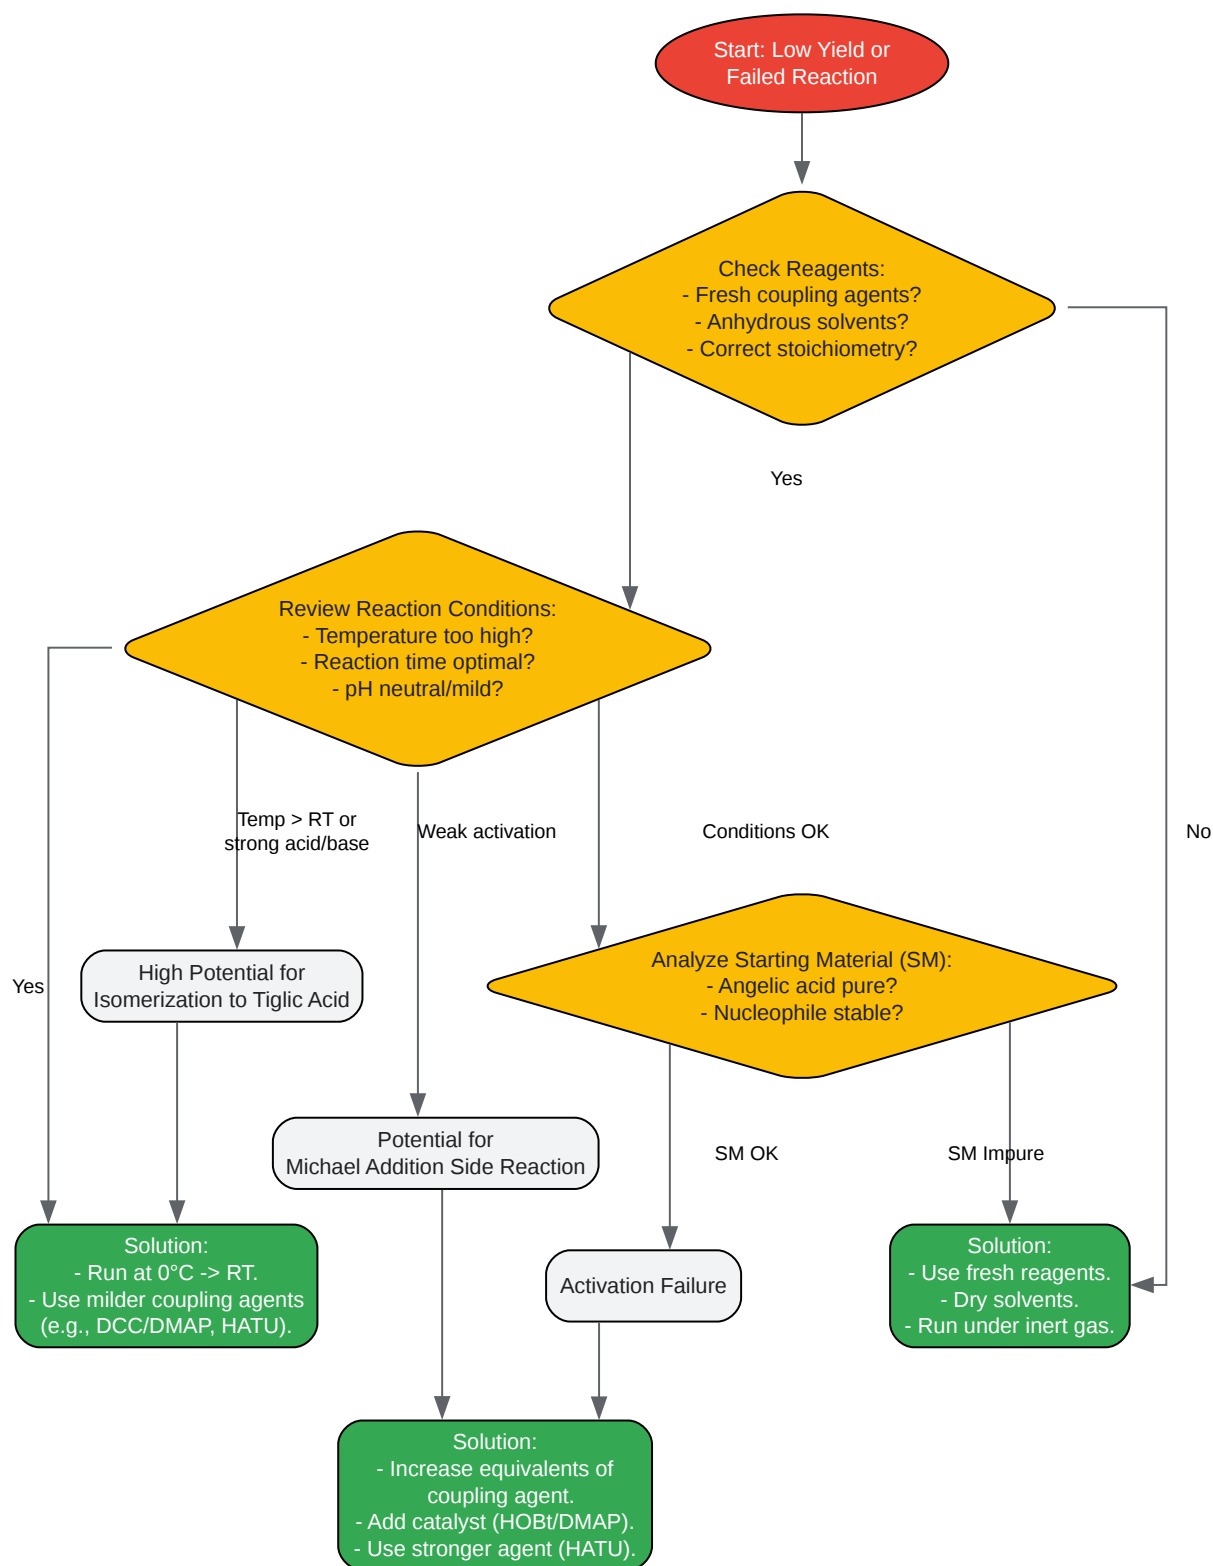 Start: Low Yield or
Failed Reaction
Check Reagents:
- Fresh coupling agents?
- Anhydrous solvents?
- Correct stoichiometry?
Yes
Review Reaction Conditions:
- Temperature too high?
- Reaction time optimal?
- pH neutral/mild?
Temp > RT or
strong acid/base
Weak activation
Conditions OK
No
Yes
High Potential for
Isomerization to Tiglic Acid
Analyze Starting Material (SM):
- Angelic acid pure?
- Nucleophile stable?
Potential for
Michael Addition Side Reaction
SM OK
SM Impure
Solution:
- Run at 0°C -> RT.
- Use milder coupling agents
(e.g., DCC/DMAP, HATU).
Activation Failure
Solution:
- Use fresh reagents.
- Dry solvents.
- Run under inert gas.
Solution:
- Increase equivalents of
coupling agent.
- Add catalyst (HOBt/DMAP).
- Use stronger agent (HATU).